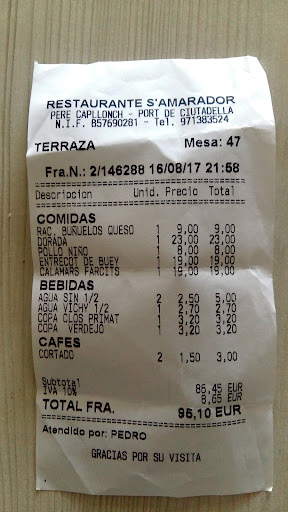 RESTAURANTE S'AMARADOR
PERE CAPLLONCH - PORT DE CIUTADELLA
N.I.F. B57690281 - Tel. 971383524
TERRAZA Mesa: 47
Fra.N.: 2/146288 16/08/17 21:58
Descripcion Unid. Precio Total
COMIDAS
RAC. BUÑUELOS QUESO 1 9,00 9,00
DORADA 1 23,00 23,00
POLLO NIÑO 1 8,00 8,00
ENTRECOT DE BUEY 1 19,00 19,00
CALAMARS FARCITS 1 19,00 19,00
BEBIDAS
AGUA SIN 1/2 2 2,50 5,00
AGUA VICHY 1/2 1 2,70 2,70
COPA CLOS PRIMAT 1 3,20 3,20
COPA VERDEJO 1 3,20 3,20
CAFES
CORTADO 2 1,50 3,00
Subtotal 86,45 EUR
IVA 10% 8,65 EUR
TOTAL FRA. 95,10 EUR
Atendido por: PEDRO
GRACIAS POR SU VISITA